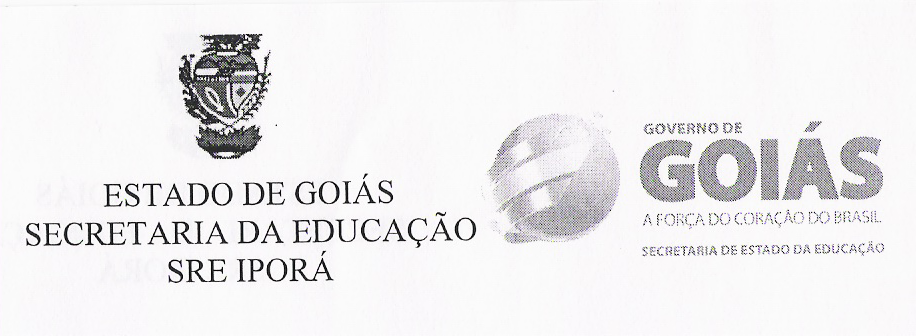 ESTADO DE GOIÁS
SECRETARIA DA EDUCAÇÃO
SRE IPORÁ
GOVERNO DE
GOIÁS
A FORÇA DO CORAÇÃO DO BRASIL
SECRETARIA DE ESTADO DA EDUCAÇÃO